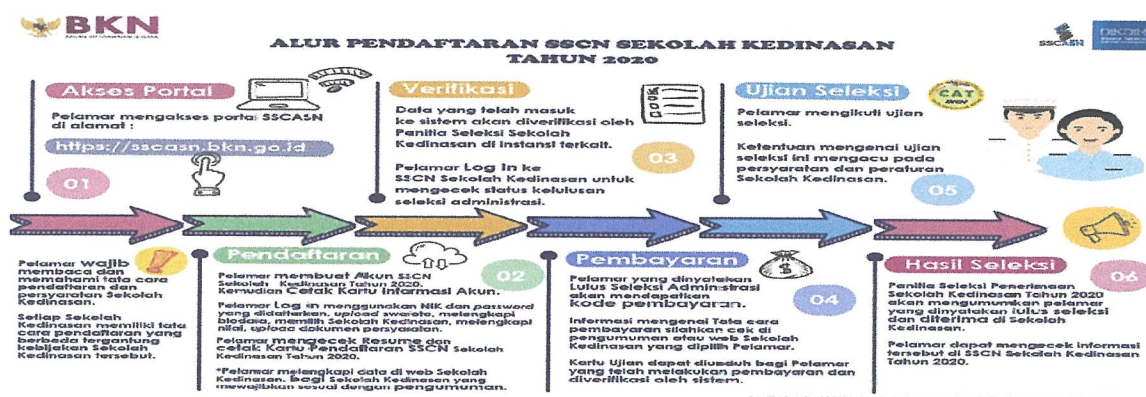 BKN
BADAN KEPEGAWAIAN NEGARA
ALUR PENDAFTARAN SSCN SEKOLAH KEDINASAN
TAHUN 2020
SSCASN
DIKDIN
Akses Portal
Pelamar mengakses portal SSCASN
di alamat :
https://sscasn.bkn.go.id
01
Pelamar wajib
membaca dan
memahami tata cara
pendaftaran dan
persyaratan Sekolah
Kedinasan.
Setiap Sekolah
Kedinasan memiliki tata
cara pendaftaran yang
berbeda tergantung
kebijakan Sekolah
Kedinasan tersebut.
Pendaftaran
02
Pelamar membuat Akun SSCN
Sekolah Kedinasan Tahun 2020.
Kemudian Cetak Kartu Informasi Akun.
Pelamar Log in menggunakan NIK dan password
yang didaftarkan, upload swafoto, melengkapi
biodata, memilih Sekolah Kedinasan, melengkapi
nilai, upload dokumen persyaratan.
Pelamar mengecek Resume dan
cetak Kartu Pendaftaran SSCN Sekolah
Kedinasan Tahun 2020.
*Pelamar melengkapi data di web Sekolah
Kedinasan, bagi Sekolah Kedinasan yang
mewajibkan sesuai dengan pengumuman.
Verifikasi
Data yang telah masuk
ke sistem akan diverifikasi oleh
Panitia Seleksi Sekolah
Kedinasan di instansi terkait.
03
Pelamar Log in ke
SSCN Sekolah Kedinasan untuk
mengecek status kelulusan
seleksi administrasi.
Pembayaran
Pelamar yang dinyatakan
Lulus Seleksi Administrasi
akan mendapatkan
kode pembayaran.
04
Informasi mengenai Tata cara
pembayaran silahkan cek di
pengumuman atau web Sekolah
Kedinasan yang dipilih Pelamar.
Kartu Ujian dapat diunduh bagi Pelamar
yang telah melakukan pembayaran dan
diverifikasi oleh sistem.
Ujian Seleksi
CAT
BKN
Pelamar mengikuti ujian
seleksi.
Ketentuan mengenai ujian
seleksi ini mengacu pada
persyaratan dan peraturan
Sekolah Kedinasan.
05
Hasil Seleksi
06
Panitia Seleksi Penerimaan
Sekolah Kedinasan Tahun 2020
akan mengumumkan pelamar
yang dinyatakan lulus seleksi
dan diterima di Sekolah
Kedinasan.
Pelamar dapat mengecek informasi
tersebut di SSCN Sekolah Kedinasan
Tahun 2020.